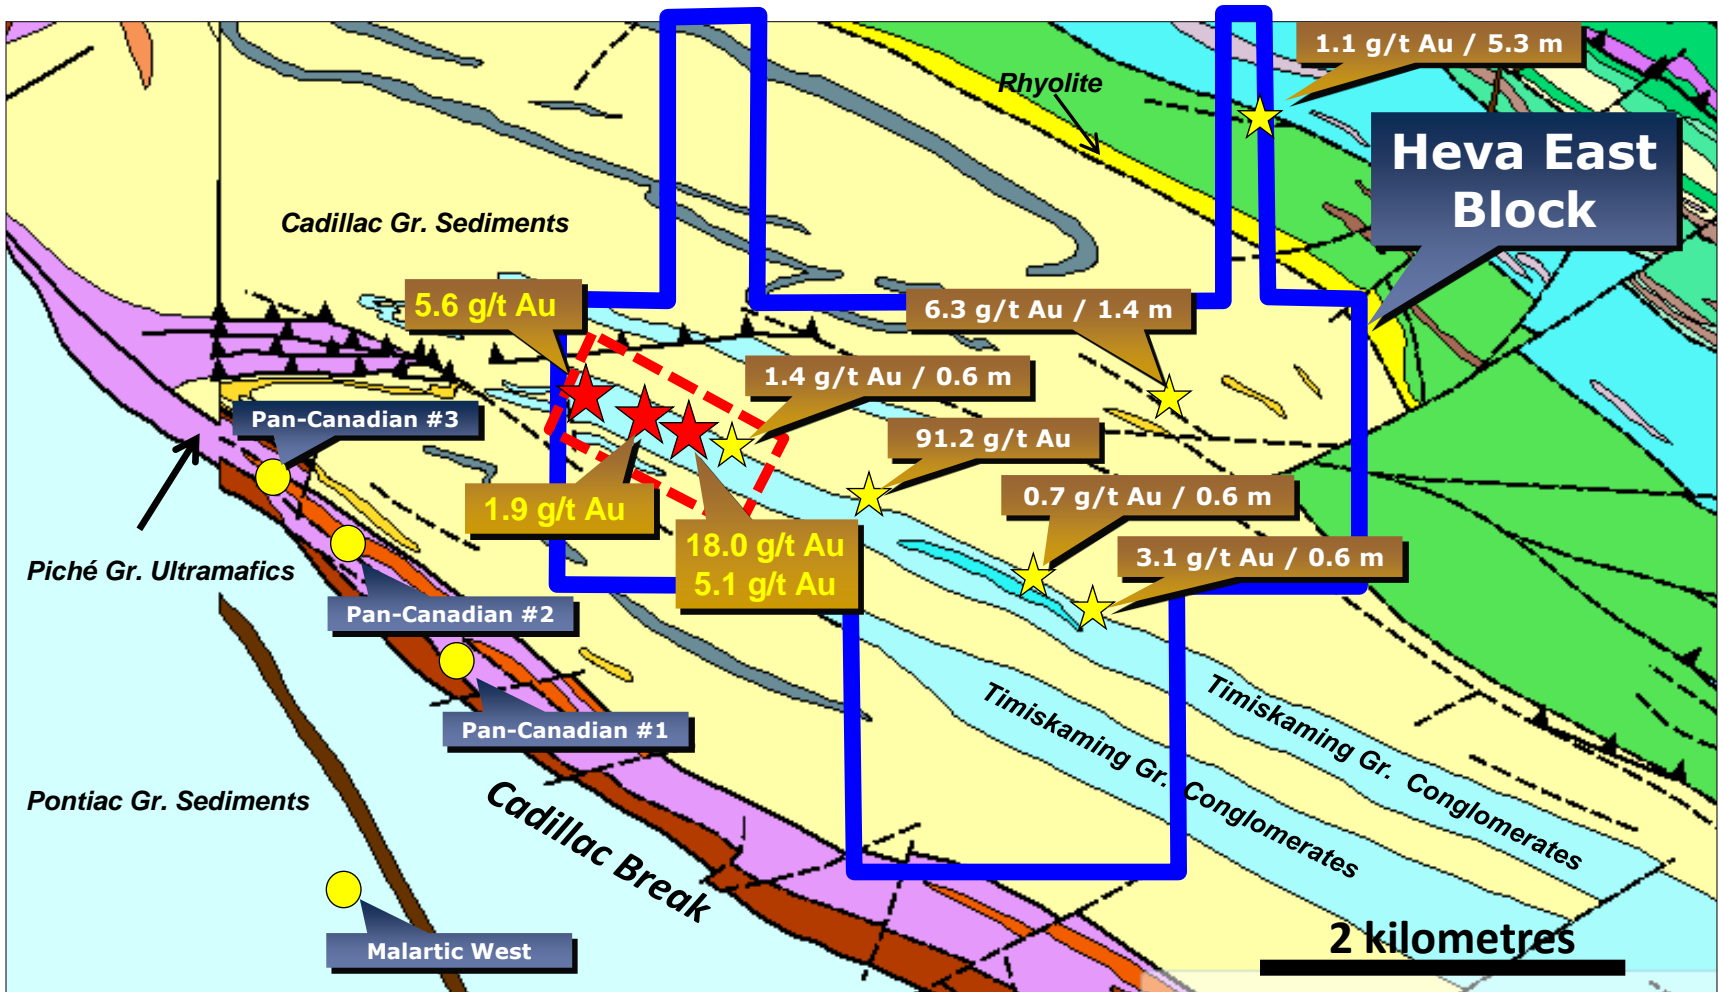 1.1 g/t Au / 5.3 m
Rhyolite
Heva East
Block
Cadillac Gr. Sediments
5.6 g/t Au
6.3 g/t Au / 1.4 m
1.4 g/t Au / 0.6 m
Pan-Canadian #3
91.2 g/t Au
1.9 g/t Au
0.7 g/t Au / 0.6 m
18.0 g/t Au
5.1 g/t Au
3.1 g/t Au / 0.6 m
Piché Gr. Ultramafics
Pan-Canadian #2
Pan-Canadian #1
Timiskaming Gr. Conglomerates
Timiskaming Gr. Conglomerates
Pontiac Gr. Sediments
Cadillac Break
Malartic West
2 kilometres